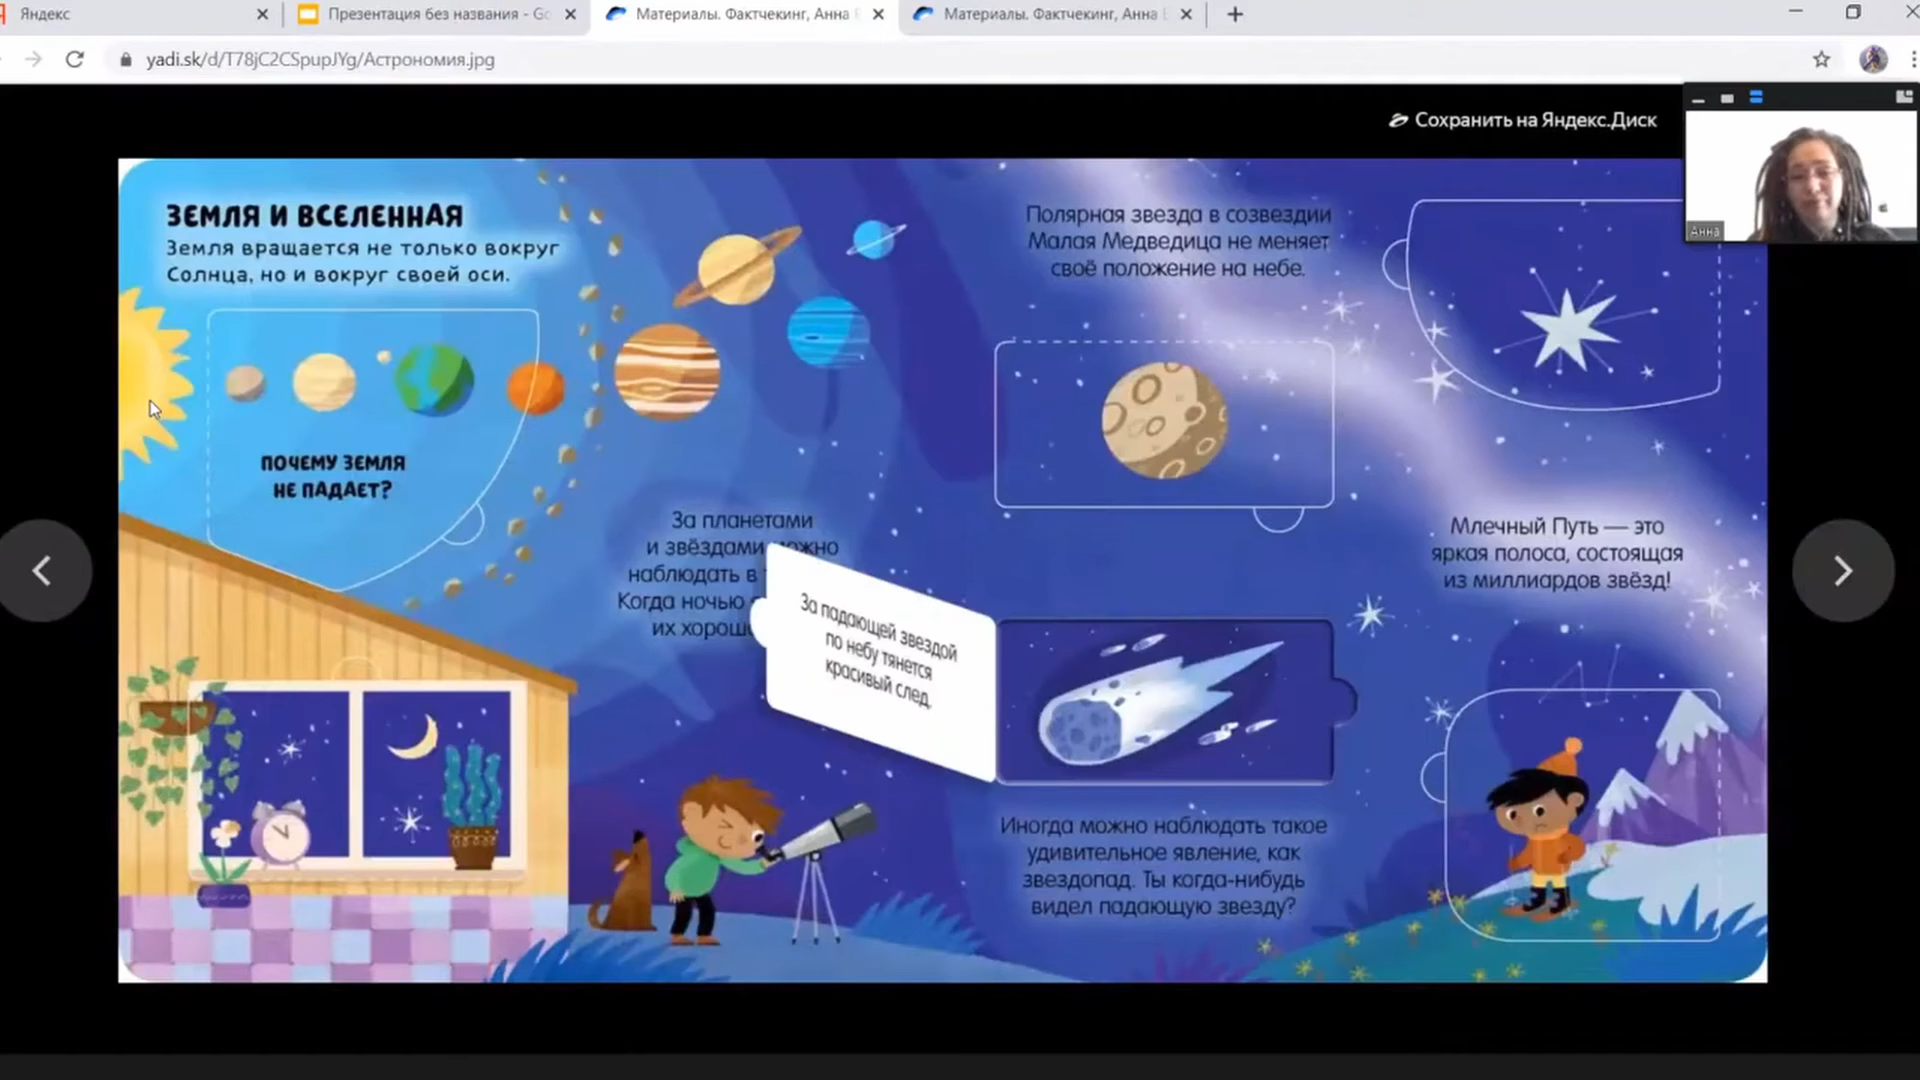 Яндекс
Презентация без названия - Go
Материалы. Фактчекинг, Анна
Материалы. Фактчекинг, Анна
yadi.sk/d/T78jC2CSpupJYg/Астрономия.jpg
Сохранить на Яндекс.Диск
Анна
ЗЕМЛЯ И ВСЕЛЕННАЯ
Земля вращается не только вокруг
Солнца, но и вокруг своей оси.
ПОЧЕМУ ЗЕМЛЯ
НЕ ПАДАЕТ?
Полярная звезда в созвездии
Малая Медведица не меняет
своё положение на небе.
За планетами
и звёздами можно
наблюдать в
Когда ночью
их хорошо
За падающей звездой
по небу тянется
красивый след.
Млечный Путь — это
яркая полоса, состоящая
из миллиардов звёзд!
Иногда можно наблюдать такое
удивительное явление, как
звездопад. Ты когда-нибудь
видел падающую звезду?